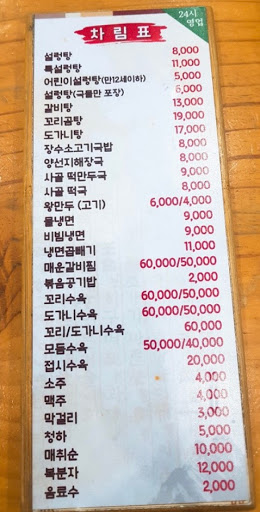 차림표
24시
영업
설렁탕 8,000
특설렁탕 11,000
어린이설렁탕(만12세이하) 5,000
설렁탕(국물만 포장) 6,000
갈비탕 13,000
꼬리곰탕 19,000
도가니탕 17,000
장수소고기국밥 8,000
양선지해장국 8,000
사골 떡만두국 9,000
사골 떡국 8,000
왕만두 (고기) 6,000/4,000
물냉면 9,000
비빔냉면 9,000
냉면곱빼기 11,000
매운갈비찜 60,000/50,000
볶음공기밥 2,000
꼬리수육 60,000/50,000
도가니수육 60,000/50,000
꼬리/도가니수육 60,000
모듬수육 50,000/40,000
접시수육 20,000
소주 4,000
맥주 4,000
막걸리 3,000
청하 5,000
매취순 10,000
복분자 12,000
음료수 2,000